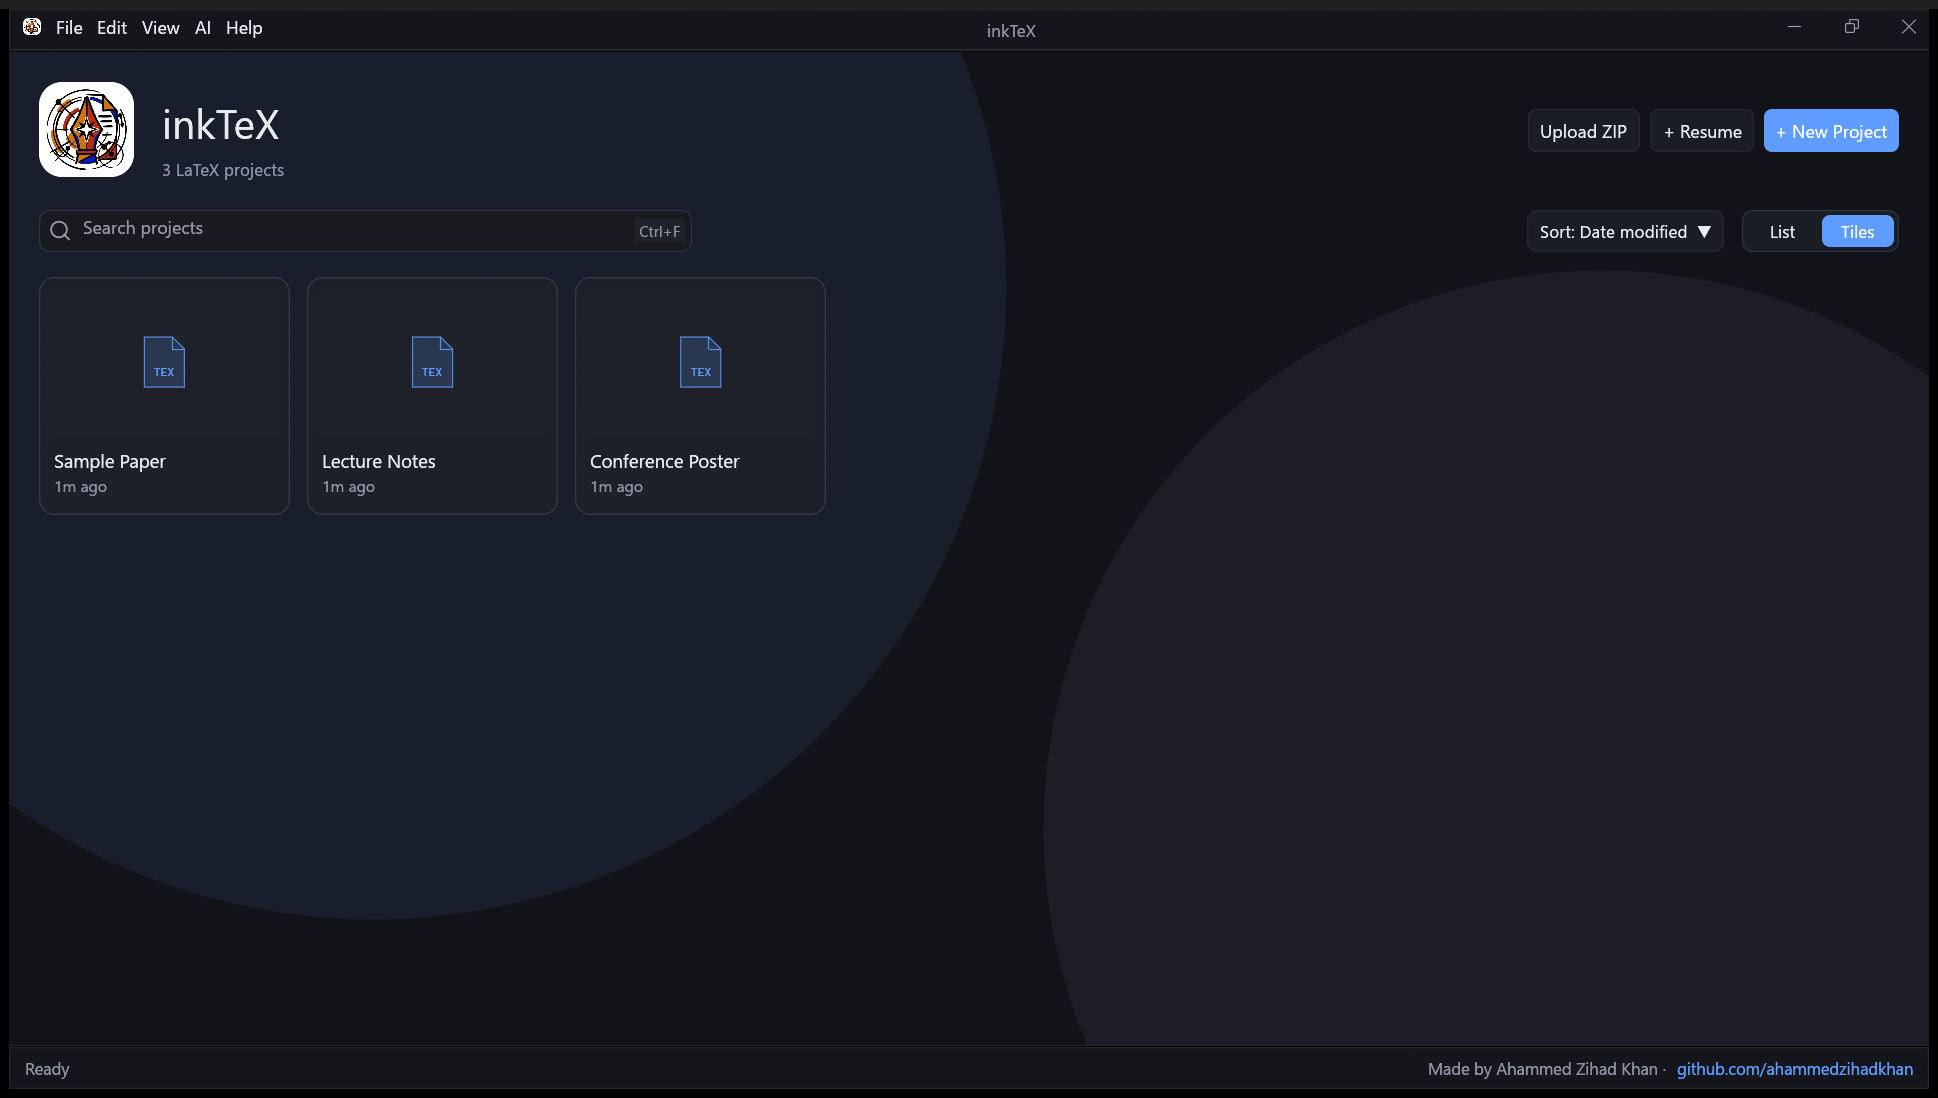 File Edit View AI Help
inkTeX
inkTeX
3 LaTeX projects
Upload ZIP
+ Resume
+ New Project
Search projects
Ctrl+F
Sort: Date modified ▼
List
Tiles
TEX
Sample Paper
1m ago
TEX
Lecture Notes
1m ago
TEX
Conference Poster
1m ago
Ready
Made by Ahammed Zihad Khan · github.com/ahammedzihadkhan